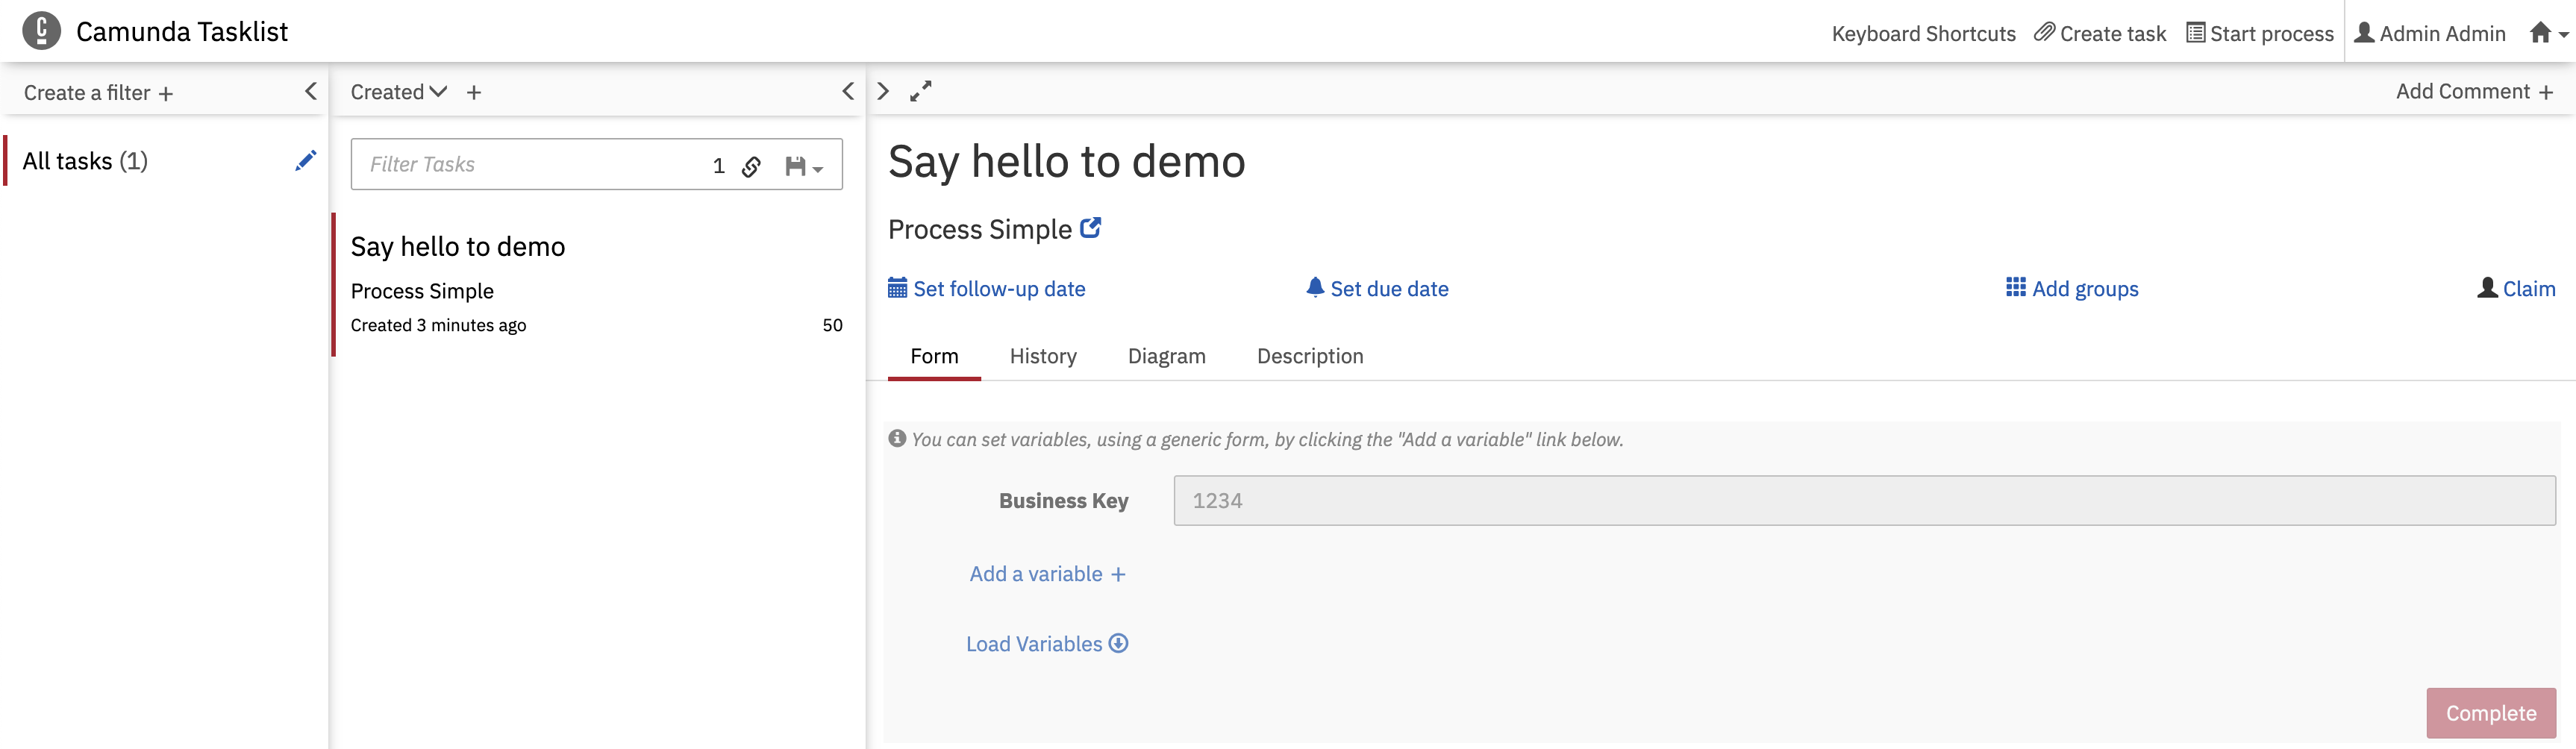 Camunda Tasklist
Keyboard Shortcuts Create task Start process Admin Admin
Create a filter +
Created +
Add Comment +
All tasks (1)
Filter Tasks 1
Say hello to demo
Process Simple
Created 3 minutes ago 50
Say hello to demo
Process Simple
Set follow-up date Set due date Add groups Claim
Form History Diagram Description
You can set variables, using a generic form, by clicking the "Add a variable" link below.
Business Key 1234
Add a variable +
Load Variables
Complete